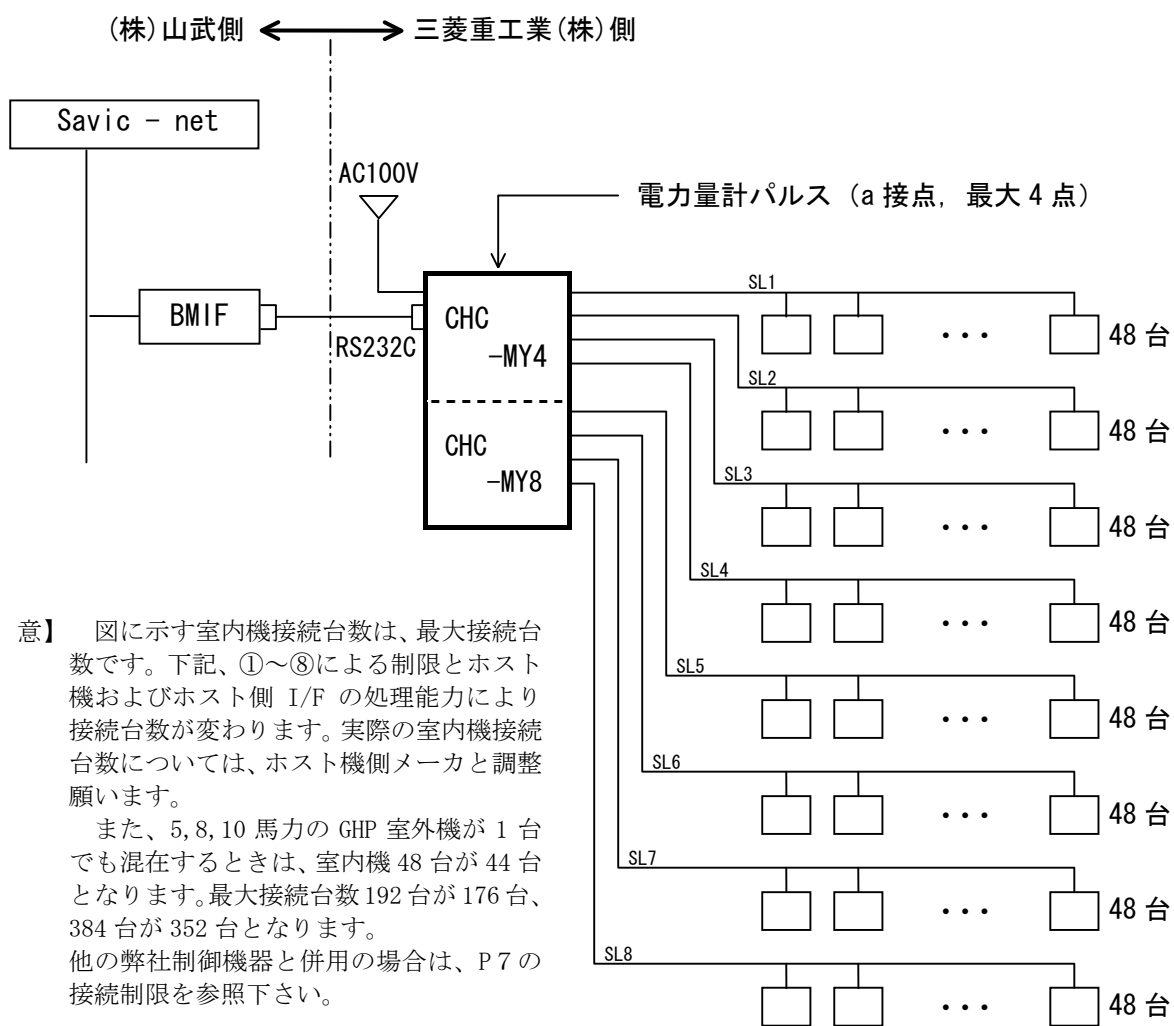 (株)山武側
三菱重工業(株)側
Savic - net
AC100V
電力量計パルス（a 接点, 最大 4 点）
BMIF
RS232C
CHC
-MY4
CHC
-MY8
SL1
・・・
48 台
SL2
・・・
48 台
SL3
・・・
48 台
SL4
・・・
48 台
SL5
・・・
48 台
SL6
・・・
48 台
SL7
・・・
48 台
SL8
・・・
48 台
意】　図に示す室内機接続台数は、最大接続台
数です。下記、①～⑧による制限とホスト
機およびホスト側 I/F の処理能力により
接続台数が変わります。実際の室内機接続
台数については、ホスト機側メーカと調整
願います。
また、5,8,10 馬力の GHP 室外機が 1 台
でも混在するときは、室内機 48 台が 44 台
となります。最大接続台数 192 台が 176 台、
384 台が 352 台となります。
他の弊社制御機器と併用の場合は、P７の
接続制限を参照下さい。